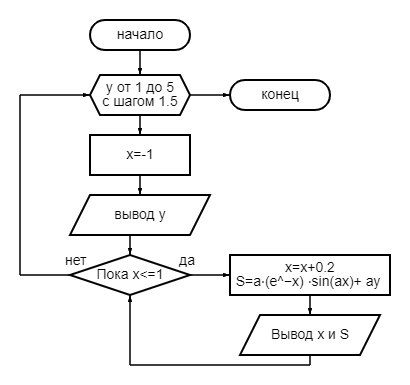 начало
y от 1 до 5
с шагом 1.5
конец
x=-1
вывод y
нет
Пока x<=1
да
x=x+0.2
S=a·(e^−x) ·sin(ax)+ ay
Вывод x и S